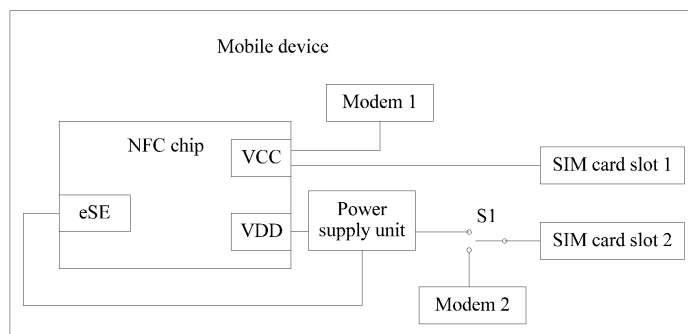 Mobile device
Modem 1
NFC chip
VCC
SIM card slot 1
eSE
VDD
Power
supply unit
S1
SIM card slot 2
Modem 2